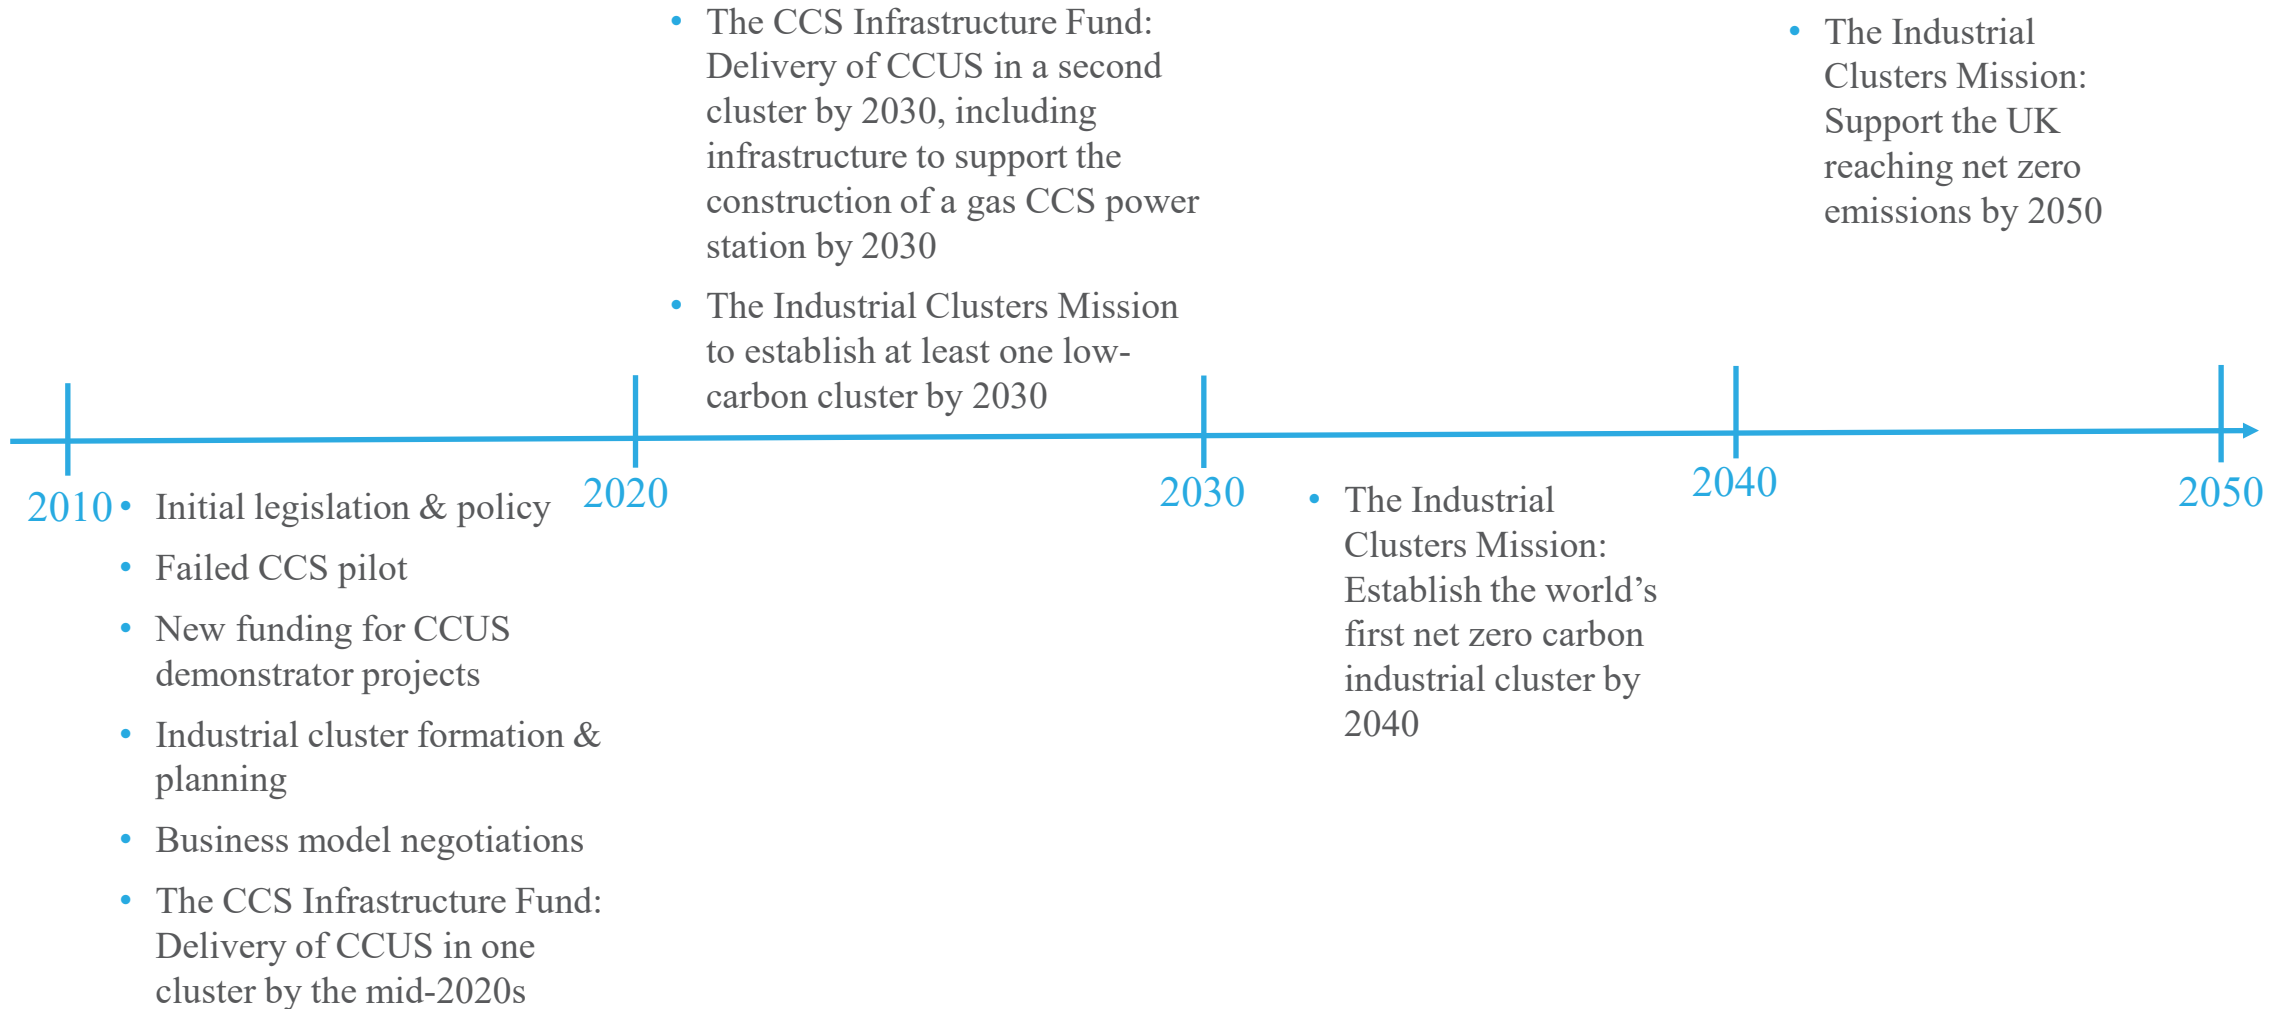 • The CCS Infrastructure Fund:
Delivery of CCUS in a second
cluster by 2030, including
infrastructure to support the
construction of a gas CCS power
station by 2030
• The Industrial Clusters Mission
to establish at least one low-
carbon cluster by 2030
• The Industrial
Clusters Mission:
Support the UK
reaching net zero
emissions by 2050
2010
2020
2030
2040
2050
• Initial legislation & policy
• Failed CCS pilot
• New funding for CCUS
demonstrator projects
• Industrial cluster formation &
planning
• Business model negotiations
• The CCS Infrastructure Fund:
Delivery of CCUS in one
cluster by the mid-2020s
• The Industrial
Clusters Mission:
Establish the world’s
first net zero carbon
industrial cluster by
2040